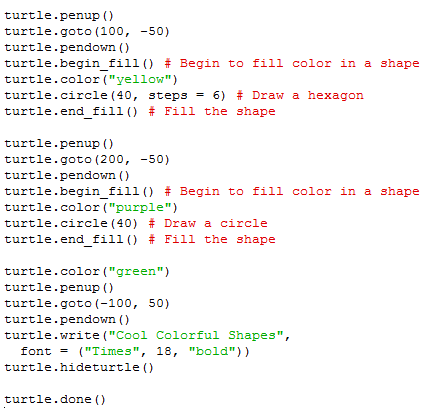 turtle.penup()
turtle.goto(100, -50)
turtle.pendown()
turtle.begin_fill() # Begin to fill color in a shape
turtle.color("yellow")
turtle.circle(40, steps = 6) # Draw a hexagon
turtle.end_fill() # Fill the shape

turtle.penup()
turtle.goto(200, -50)
turtle.pendown()
turtle.begin_fill() # Begin to fill color in a shape
turtle.color("purple")
turtle.circle(40) # Draw a circle
turtle.end_fill() # Fill the shape

turtle.color("green")
turtle.penup()
turtle.goto(-100, 50)
turtle.pendown()
turtle.write("Cool Colorful Shapes",
  font = ("Times", 18, "bold"))
turtle.hideturtle()

turtle.done()